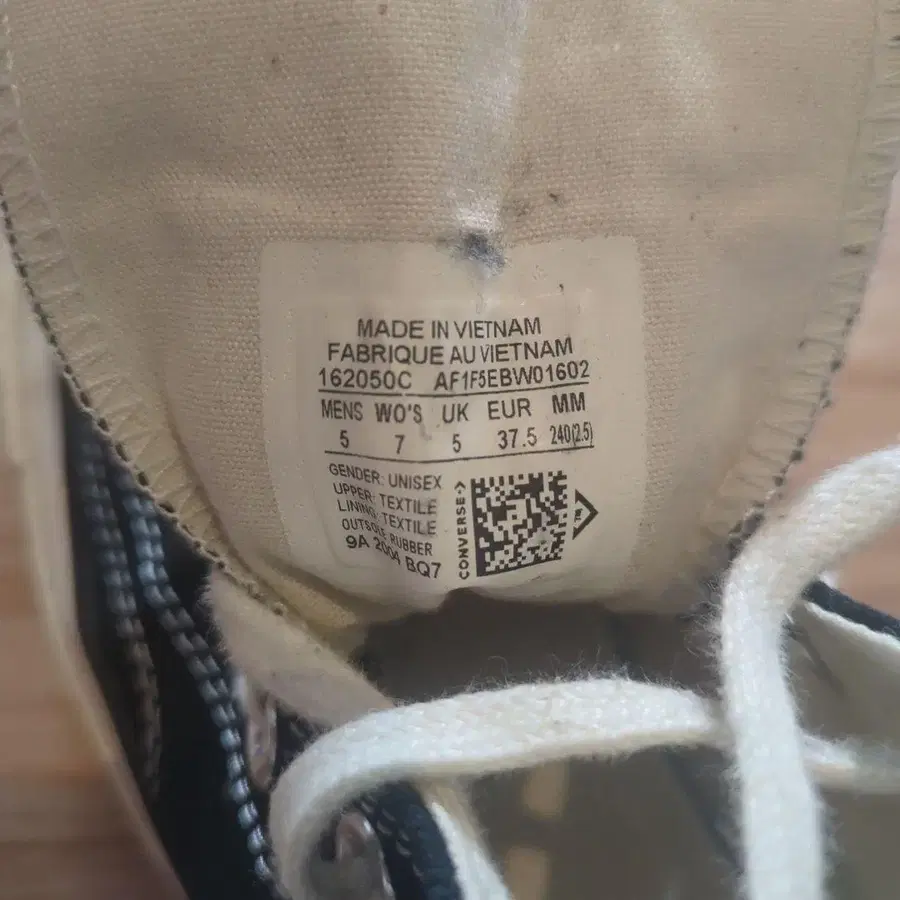 MADE IN VIETNAM
FABRIQUE AU VIETNAM
162050C AF1F5EBW01602
MENS WO'S UK EUR MM
5 7 5 37.5 240(2.5)
GENDER: UNISEX
UPPER: TEXTILE
LINING: TEXTILE
OUTSOLE RUBBER
9A 2004 BQ7
CONVERSE